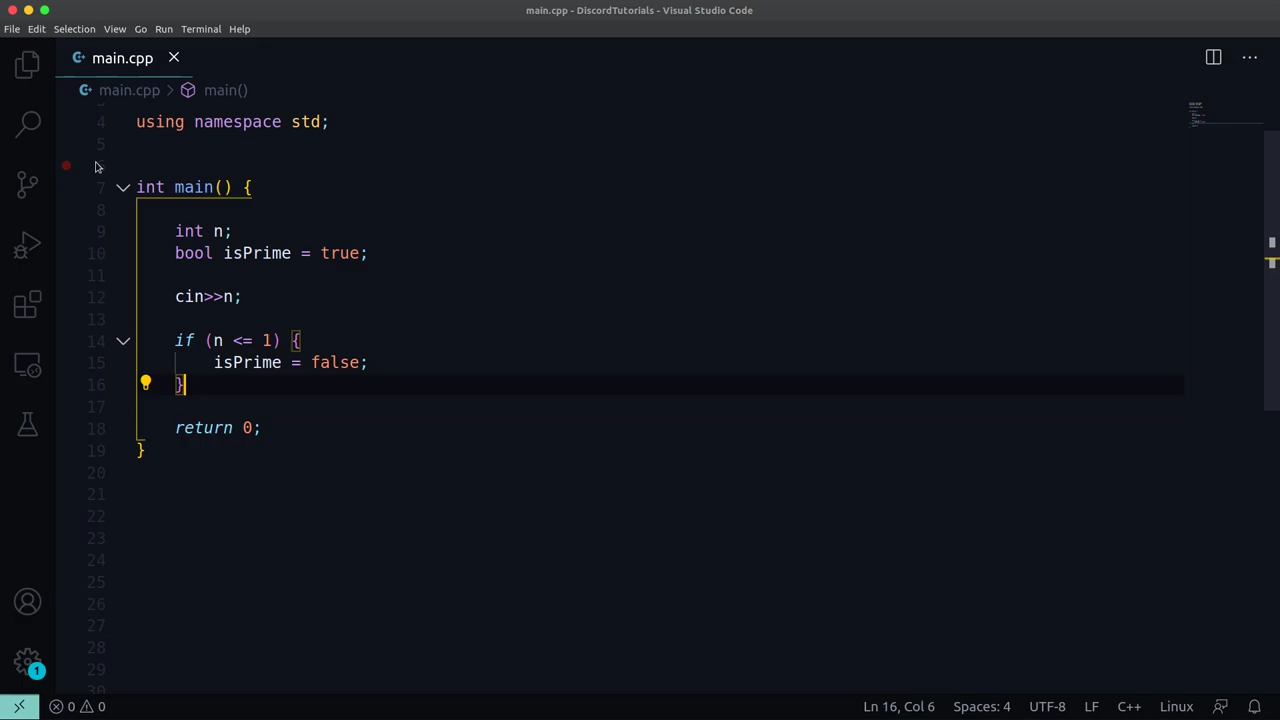 main.cpp - DiscordTutorials - Visual Studio Code
File Edit Selection View Go Run Terminal Help
main.cpp
main.cpp > main()
4 using namespace std;
5
7 int main() {
8
9 int n;
10 bool isPrime = true;
11
12 cin>>n;
13
14 if (n <= 1) {
15 isPrime = false;
16 }
17
18 return 0;
19 }
20
21
22
23
24
25
26
27
28
29
30
1
0 0 Ln 16, Col 6 Spaces: 4 UTF-8 LF C++ Linux